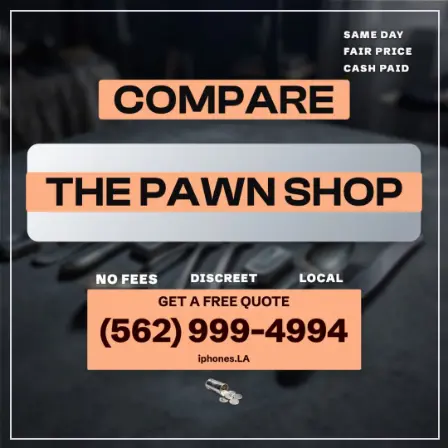 SAME DAY
FAIR PRICE
CASH PAID
COMPARE
THE PAWN SHOP
NO FEES DISCREET LOCAL
GET A FREE QUOTE
(562) 999-4994
iphones.LA